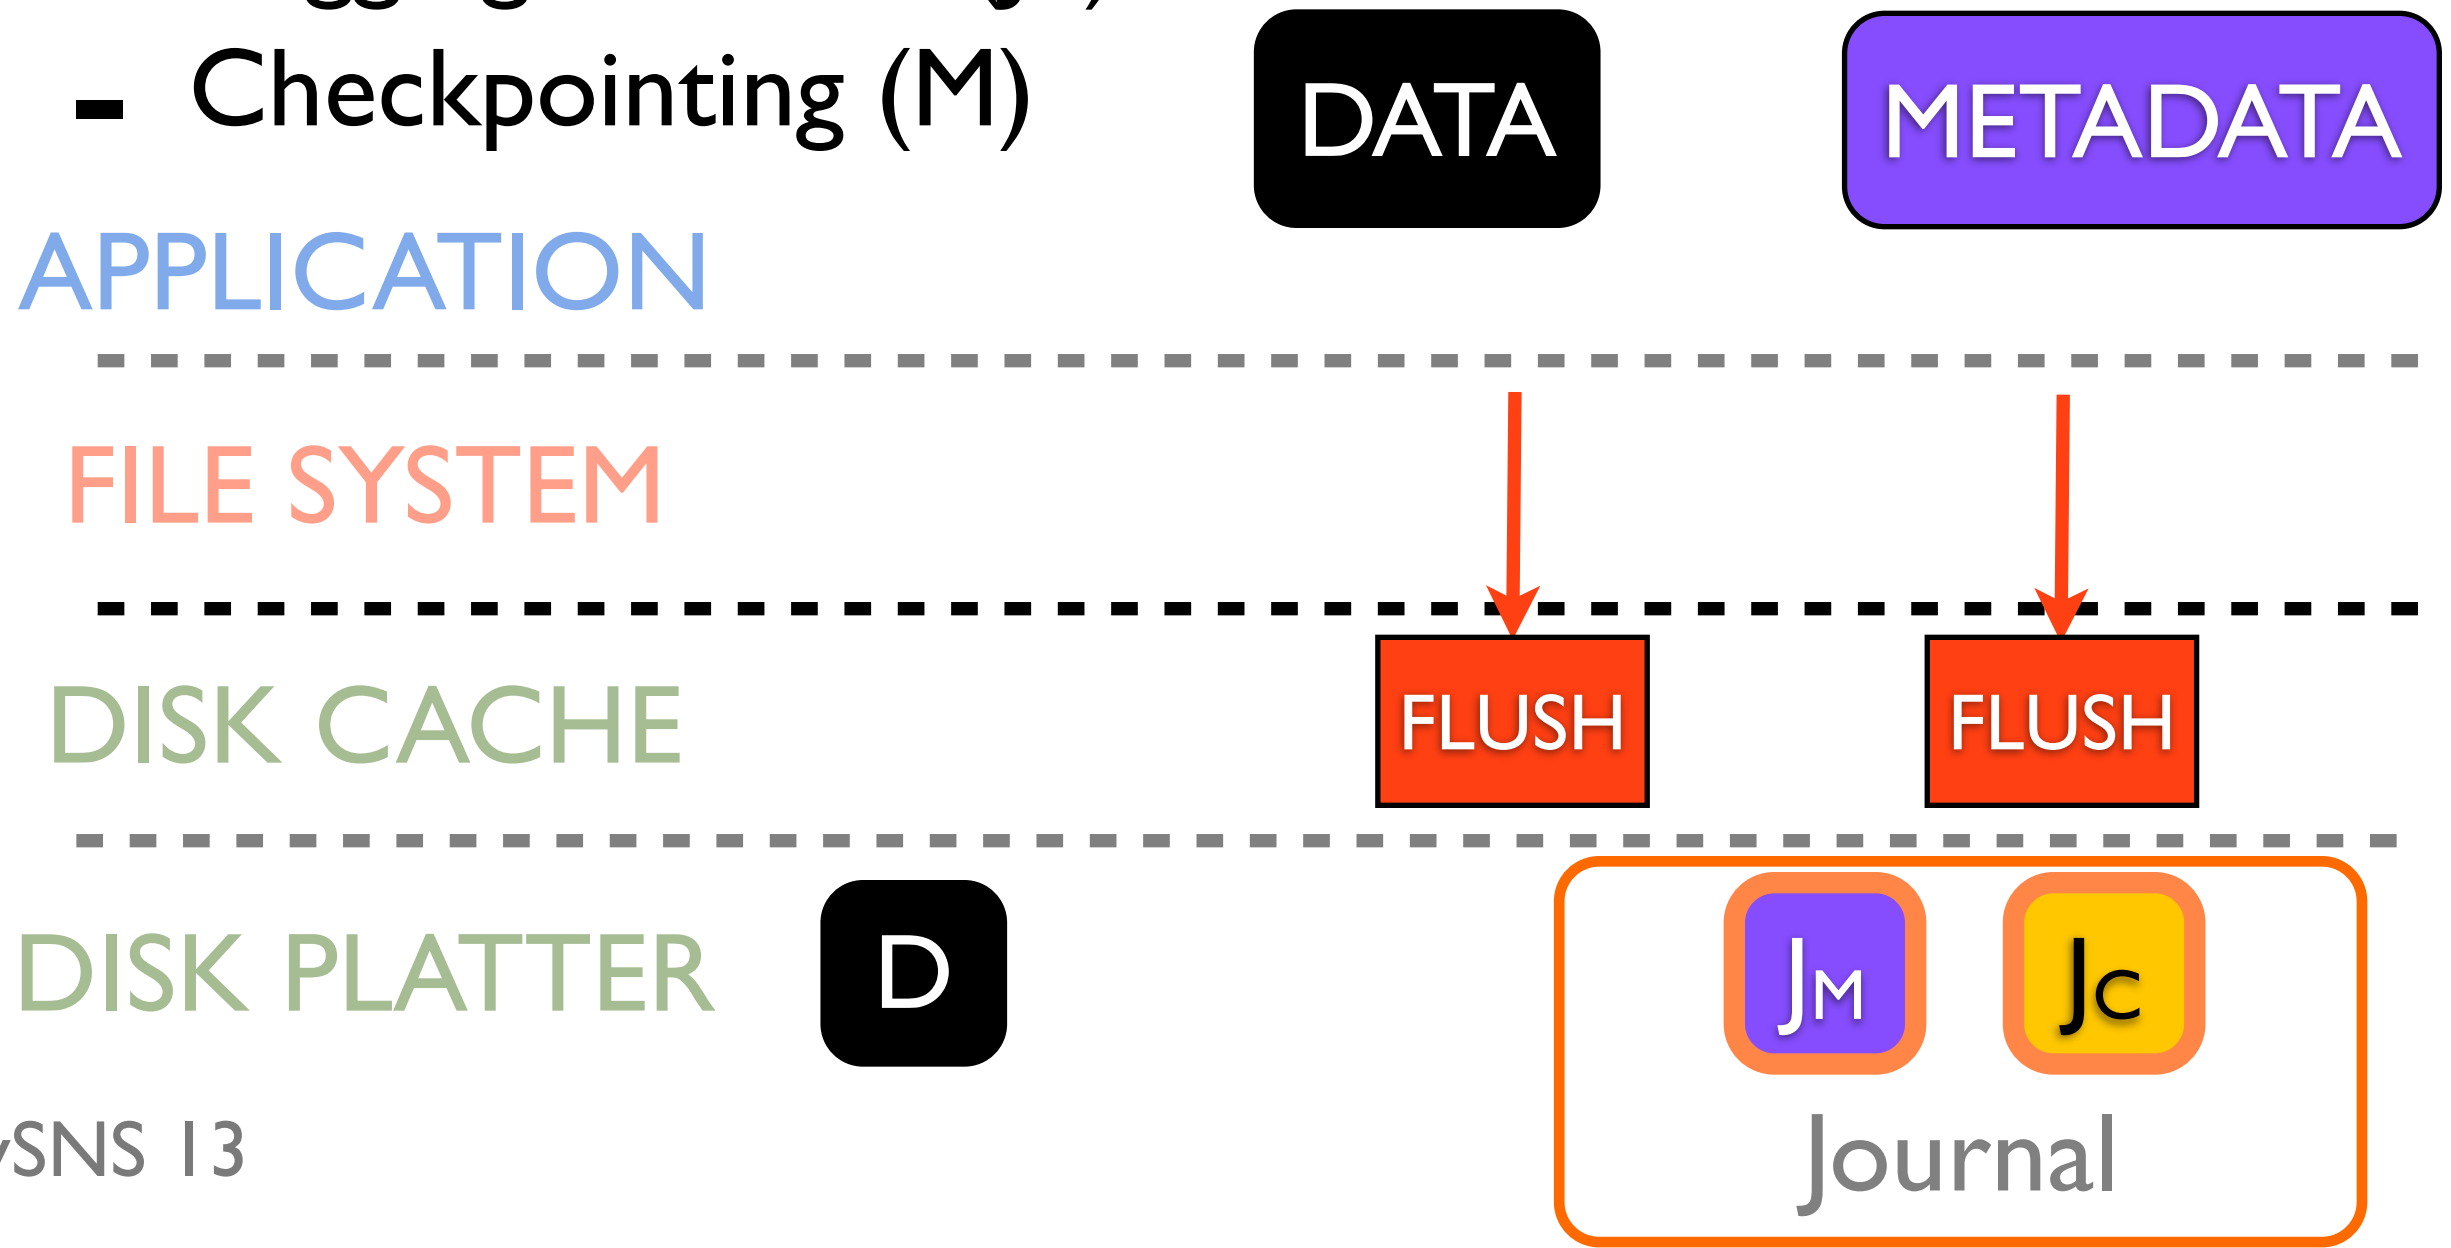 - Checkpointing (M)
DATA
METADATA
APPLICATION
FILE SYSTEM
DISK CACHE
FLUSH
FLUSH
DISK PLATTER
D
JM
JC
SNS 13
Journal